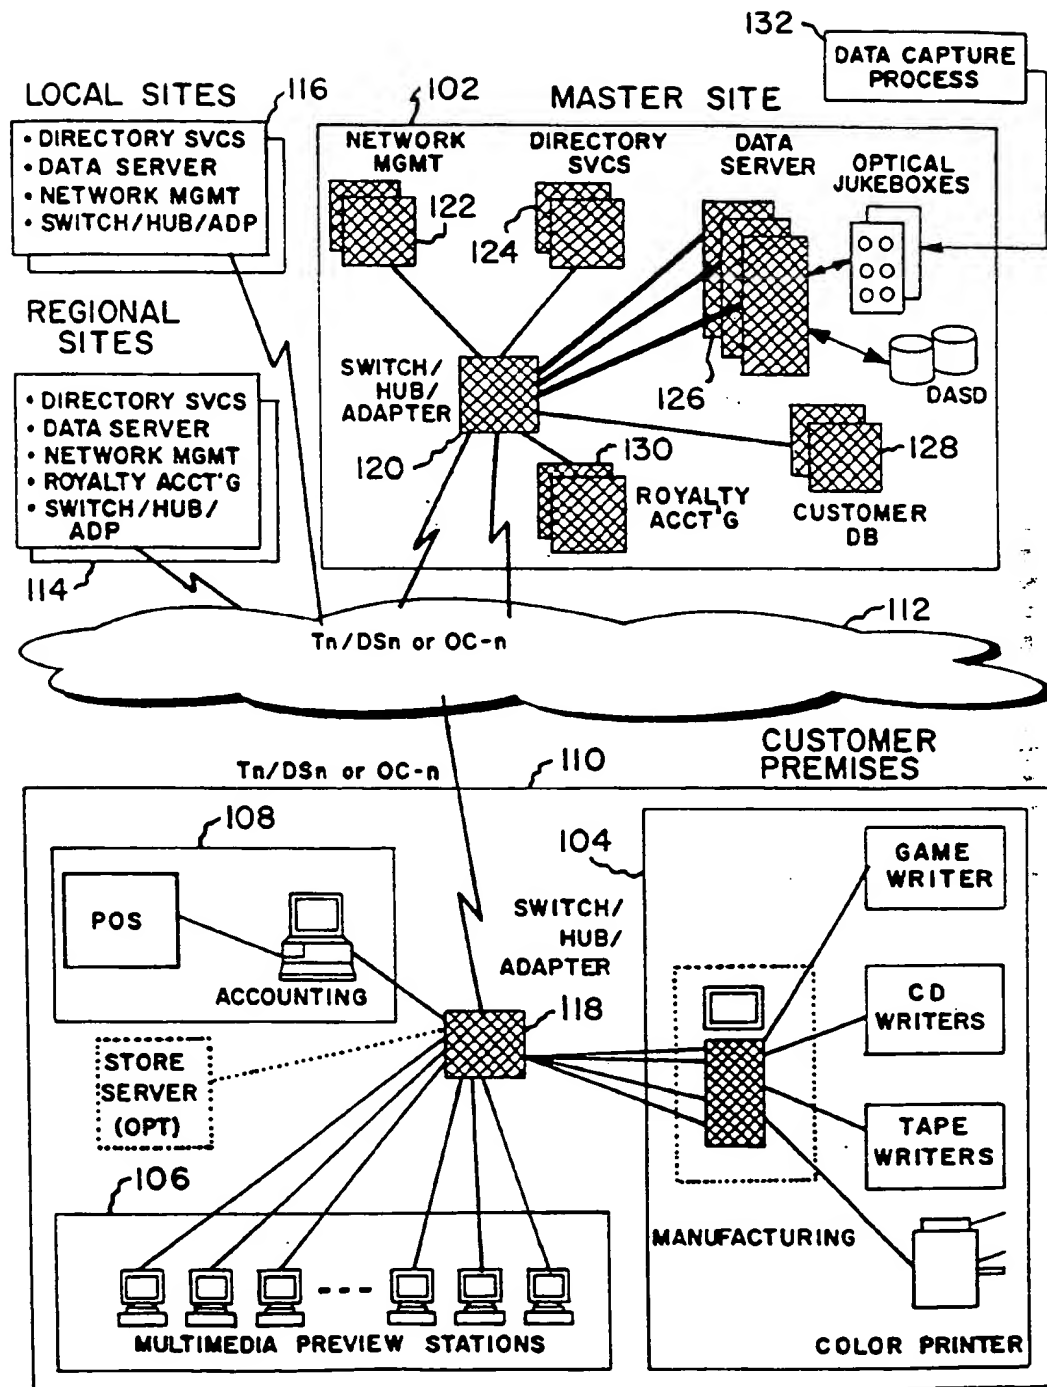 132
DATA CAPTURE
PROCESS
LOCAL SITES
116
• DIRECTORY SVCS
• DATA SERVER
• NETWORK MGMT
• SWITCH/HUB/ADP
102
MASTER SITE
NETWORK
MGMT
DIRECTORY
SVCS
DATA
SERVER
OPTICAL
JUKEBOXES
122
124
REGIONAL
SITES
• DIRECTORY SVCS
• DATA SERVER
• NETWORK MGMT
• ROYALTY ACCT'G
• SWITCH/HUB/
ADP
114
SWITCH/
HUB/
ADAPTER
120
126
DASD
130
128
ROYALTY
ACCT'G
CUSTOMER
DB
112
Tn/DSn or OC-n
CUSTOMER
PREMISES
Tn/DSn or OC-n
110
108
POS
ACCOUNTING
104
SWITCH/
HUB/
ADAPTER
118
GAME
WRITER
CD
WRITERS
TAPE
WRITERS
STORE
SERVER
(OPT)
106
MANUFACTURING
MULTIMEDIA PREVIEW STATIONS
COLOR PRINTER